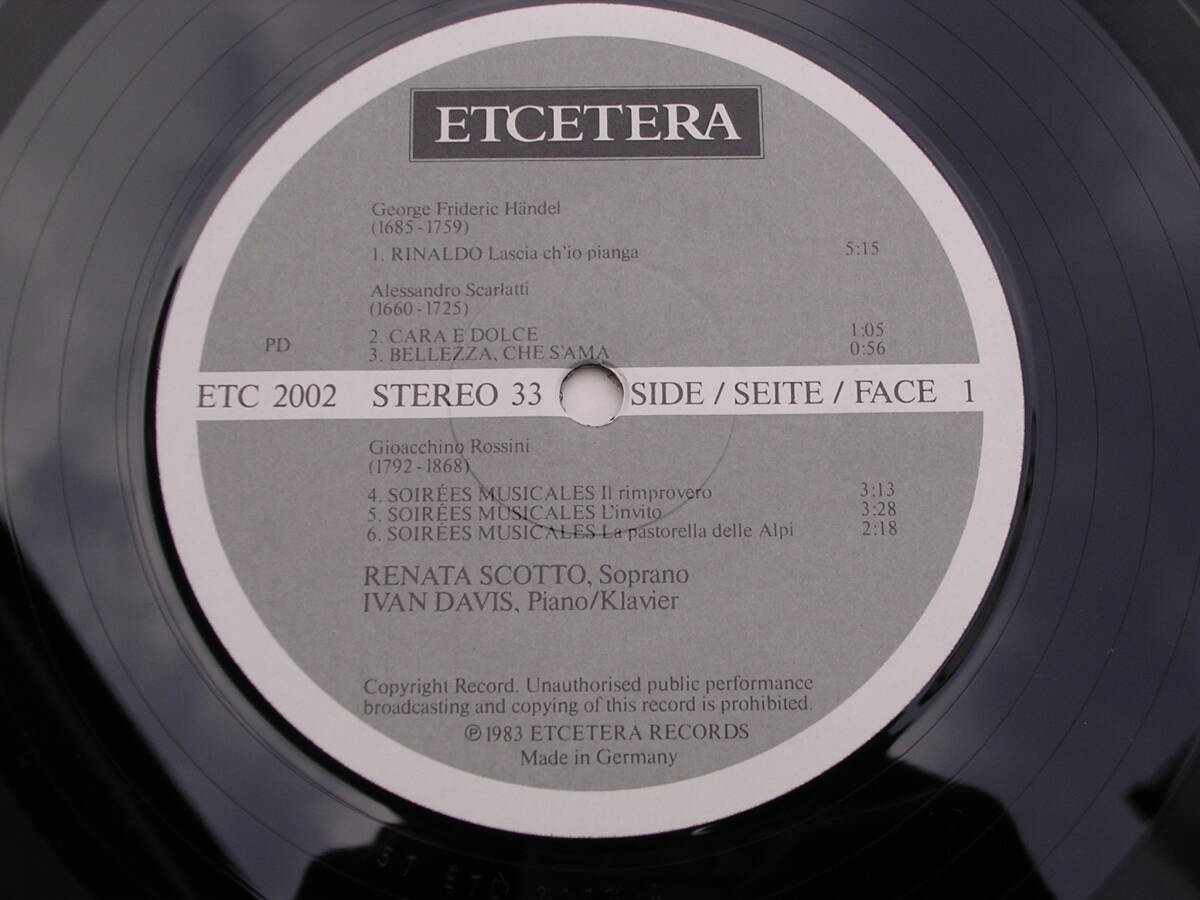 ETCETERA
George Frideric Händel
(1685-1759)
1. RINALDO Lascia ch'io pianga 5:15
Alessandro Scarlatti
(1660-1725)
PD
2. CARA E DOLCE 1:05
3. BELLEZZA, CHE S'AMA 0:56
ETC 2002 STEREO 33 SIDE / SEITE / FACE 1
Gioacchino Rossini
(1792-1868)
4. SOIRÉES MUSICALES Il rimprovero 3:13
5. SOIRÉES MUSICALES L'invito 3:28
6. SOIRÉES MUSICALES La pastorella delle Alpi 2:18
RENATA SCOTTO, Soprano
IVAN DAVIS, Piano/Klavier
Copyright Record. Unauthorised public performance
broadcasting and copying of this record is prohibited.
℗ 1983 ETCETERA RECORDS
Made in Germany